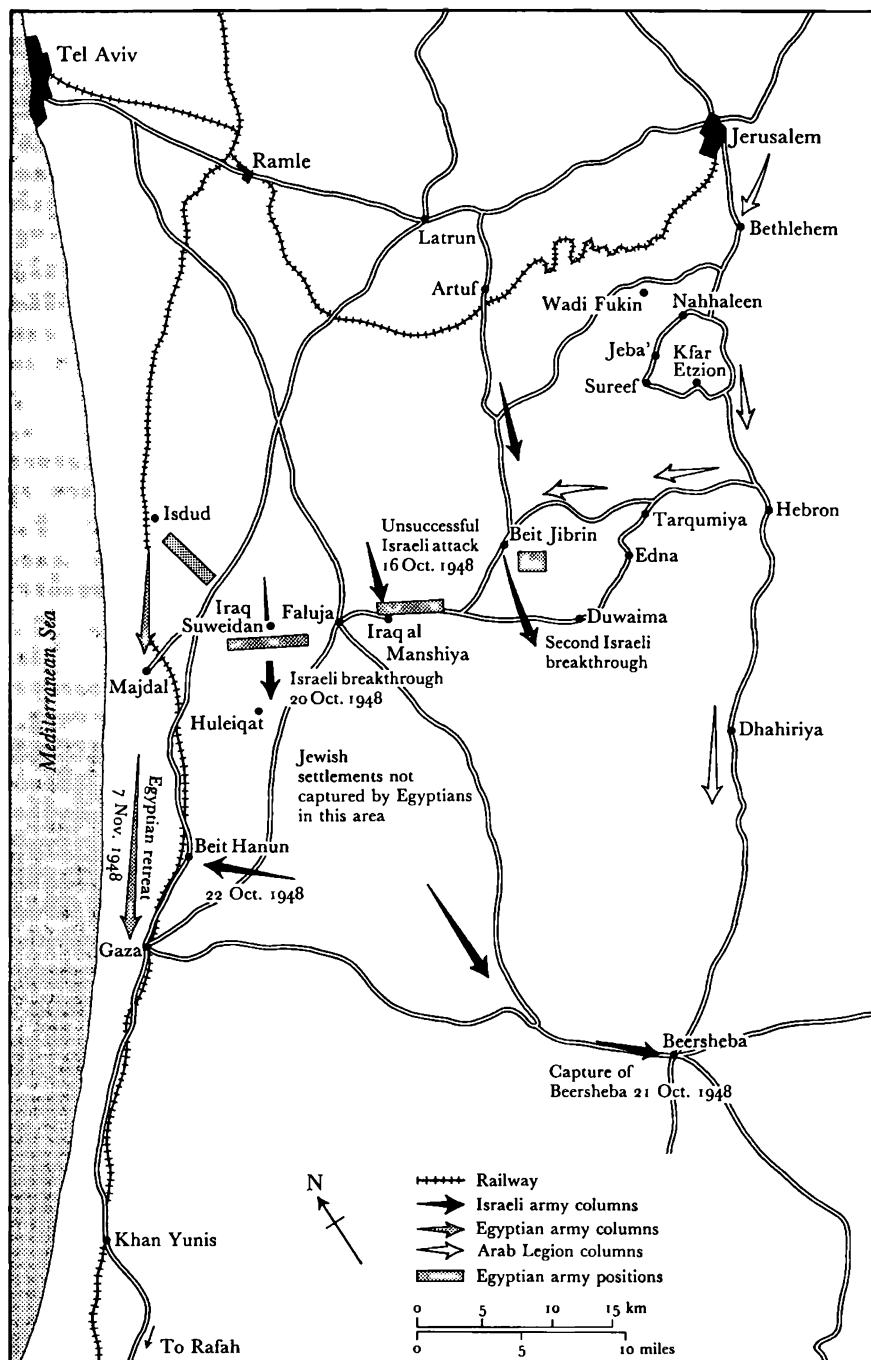 Tel Aviv
Ramle
Jerusalem
Latrun
Bethlehem
Artuf
Wadi Fukin
Nahhaleen
Jeba'
Kfar
Etzion
Sureef
Isdud
Unsuccessful
Israeli attack
16 Oct. 1948
Beit Jibrin
Tarqumiya
Hebron
Edna
Iraq
Suweidan
Faluja
Iraq al
Manshiya
Duwaima
Second Israeli
breakthrough
Mediterranean Sea
Majdal
Israeli breakthrough
20 Oct. 1948
Huleiqat
Dhahiriya
Jewish
settlements not
captured by Egyptians
in this area
Egyptian retreat
7 Nov. 1948
Beit Hanun
22 Oct. 1948
Gaza
Beersheba
Capture of
Beersheba 21 Oct. 1948
N
Railway
Israeli army columns
Egyptian army columns
Arab Legion columns
Egyptian army positions
0 5 10 15 km
0 5 10 miles
Khan Yunis
To Rafah